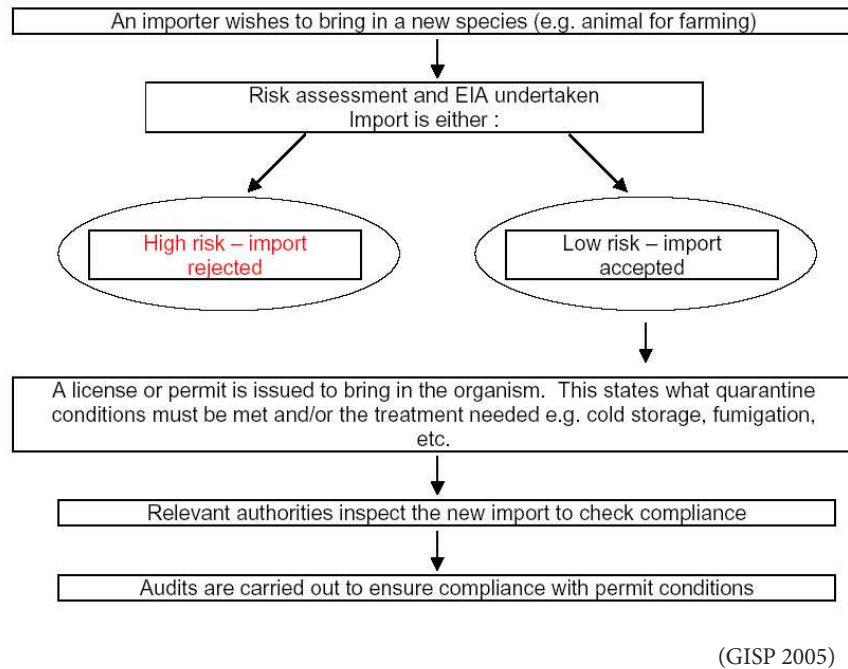 An importer wishes to bring in a new species (e.g. animal for farming)
Risk assessment and EIA undertaken
Import is either :
High risk – import
rejected
Low risk – import
accepted
A license or permit is issued to bring in the organism.  This states what quarantine
conditions must be met and/or the treatment needed e.g. cold storage, fumigation,
etc.
Relevant authorities inspect the new import to check compliance
Audits are carried out to ensure compliance with permit conditions
(GISP 2005)